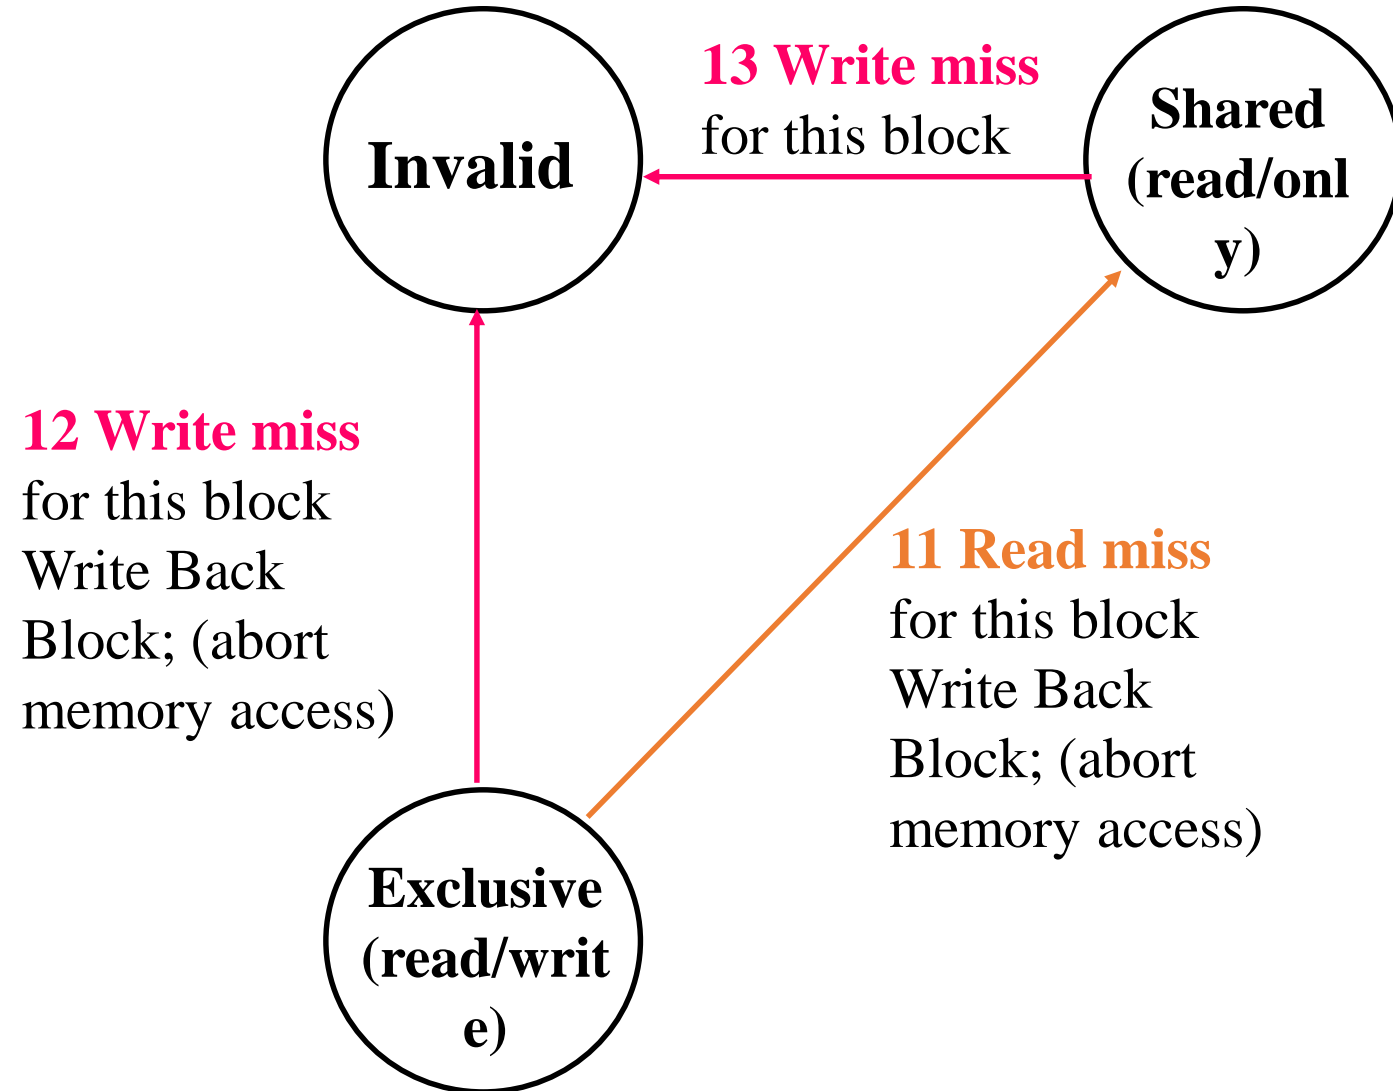 Invalid
13 Write miss
for this block
Shared
(read/onl
y)
12 Write miss
for this block
Write Back
Block; (abort
memory access)
11 Read miss
for this block
Write Back
Block; (abort
memory access)
Exclusive
(read/writ
e)